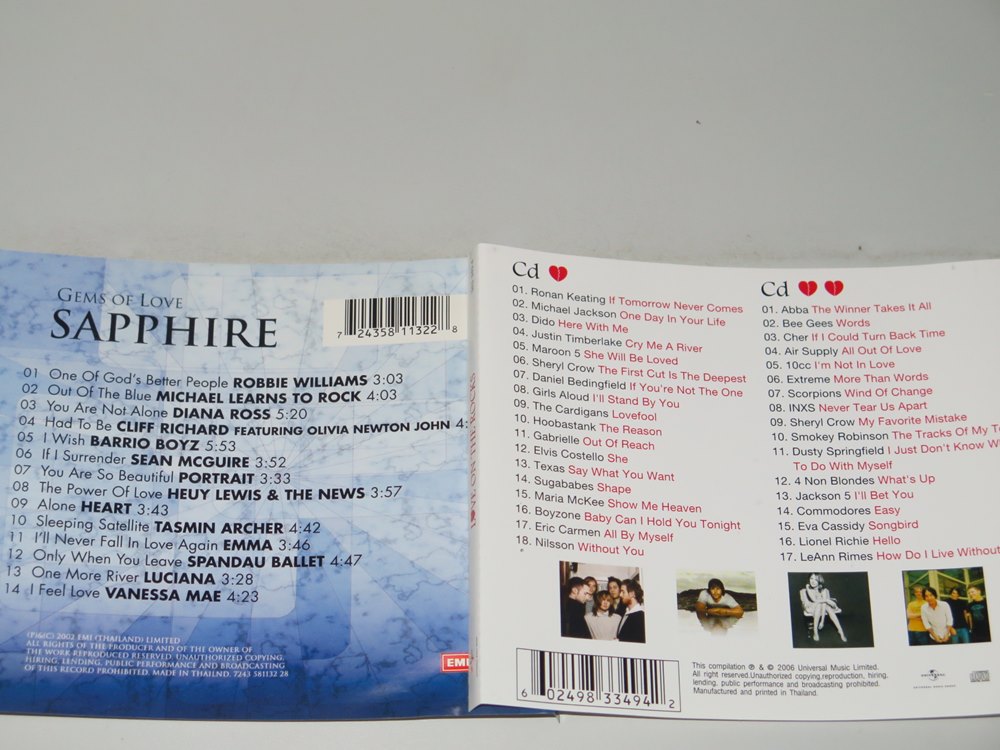 GEMS OF LOVE
SAPPHIRE
7 24358 11322 8
01 One Of God's Better People ROBBIE WILLIAMS 3:03
02 Out Of The Blue MICHAEL LEARNS TO ROCK 4:03
03 You Are Not Alone DIANA ROSS 5:20
04 Had To Be CLIFF RICHARD FEATURING OLIVIA NEWTON JOHN 4:
05 I Wish BARRIO BOYZ 5:53
06 If I Surrender SEAN MCGUIRE 3:52
07 You Are So Beautiful PORTRAIT 3:33
08 The Power Of Love HEUY LEWIS & THE NEWS 3:57
09 Alone HEART 3:43
10 Sleeping Satellite TASMIN ARCHER 4:42
11 I'll Never Fall In Love Again EMMA 3:46
12 Only When You Leave SPANDAU BALLET 4:47
13 One More River LUCIANA 3:28
14 I Feel Love VANESSA MAE 4:23
(P)&(C) 2002 EMI (THAILAND) LIMITED
ALL RIGHTS OF THE PRODUCER AND OF THE OWNER OF
THE WORK REPRODUCED RESERVED. UNAUTHORIZED COPYING,
HIRING, LENDING, PUBLIC PERFORMANCE AND BROADCASTING
OF THIS RECORD PROHIBITED. MADE IN THAILND. 7243 581132 28
EMI
LOVE ON THE ROCKS
Cd
01. Ronan Keating If Tomorrow Never Comes
02. Michael Jackson One Day In Your Life
03. Dido Here With Me
04. Justin Timberlake Cry Me A River
05. Maroon 5 She Will Be Loved
06. Sheryl Crow The First Cut Is The Deepest
07. Daniel Bedingfield If You're Not The One
08. Girls Aloud I'll Stand By You
09. The Cardigans Lovefool
10. Hoobastank The Reason
11. Gabrielle Out Of Reach
12. Elvis Costello She
13. Texas Say What You Want
14. Sugababes Shape
15. Maria McKee Show Me Heaven
16. Boyzone Baby Can I Hold You Tonight
17. Eric Carmen All By Myself
18. Nilsson Without You
Cd
01. Abba The Winner Takes It All
02. Bee Gees Words
03. Cher If I Could Turn Back Time
04. Air Supply All Out Of Love
05. 10cc I'm Not In Love
06. Extreme More Than Words
07. Scorpions Wind Of Change
08. INXS Never Tear Us Apart
09. Sheryl Crow My Favorite Mistake
10. Smokey Robinson The Tracks Of My
11. Dusty Springfield I Just Don't Know
To Do With Myself
12. 4 Non Blondes What's Up
13. Jackson 5 I'll Bet You
14. Commodores Easy
15. Eva Cassidy Songbird
16. Lionel Richie Hello
17. LeAnn Rimes How Do I Live Without
6 02498 33494 2
This compilation ℗ & © 2006 Universal Music Limited.
All right reserved.Unauthorized copying,reproduction, hiring,
lending, public performance and broadcasting prohibited.
Manufactured and printed in Thailand.
UNIVERSAL